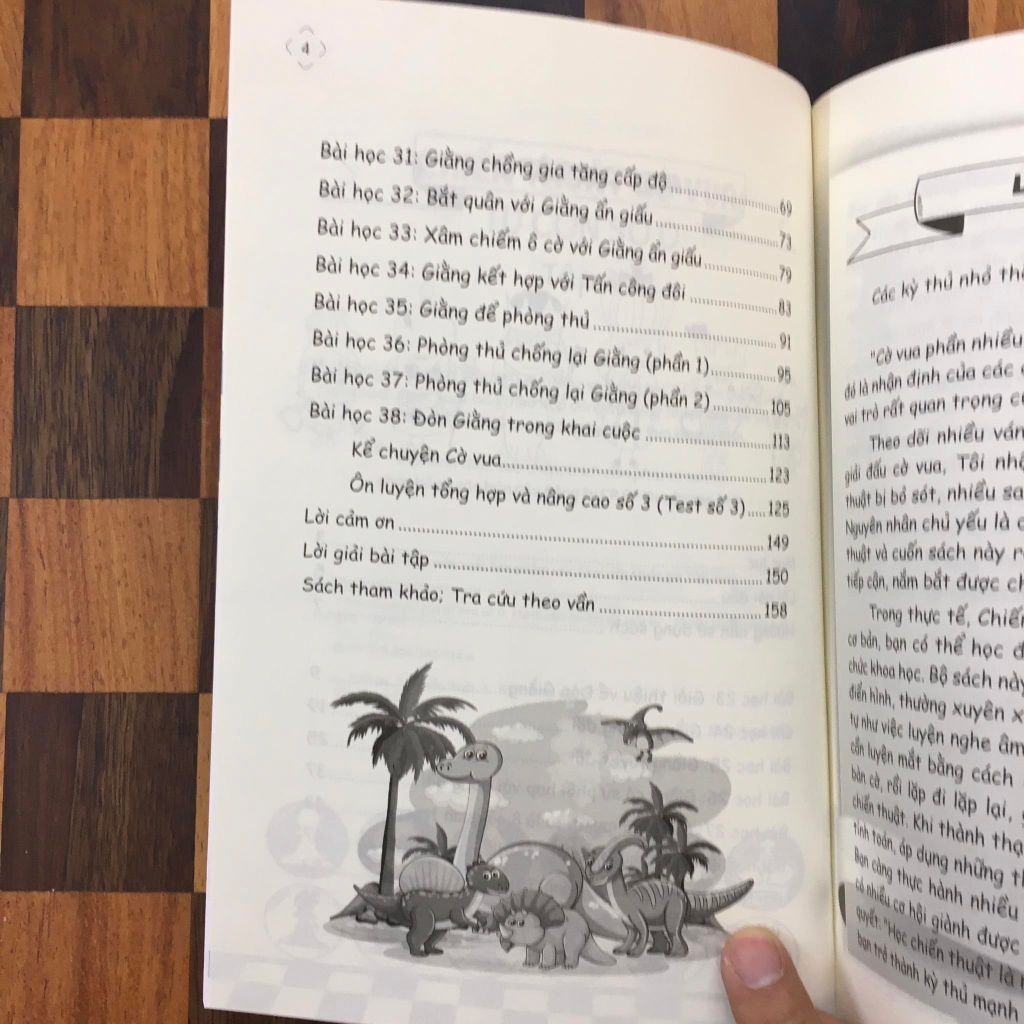 4
Bài học 31: Giằng chồng gia tăng cấp độ 69
Bài học 32: Bắt quân với Giằng ẩn giấu 73
Bài học 33: Xâm chiếm ô cờ với Giằng ẩn giấu 79
Bài học 34: Giằng kết hợp với Tấn công đôi 83
Bài học 35: Giằng để phòng thủ 91
Bài học 36: Phòng thủ chống lại Giằng (phần 1) 95
Bài học 37: Phòng thủ chống lại Giằng (phần 2) 105
Bài học 38: Đòn Giằng trong khai cuộc 113
Kể chuyện Cờ vua 123
Ôn luyện tổng hợp và nâng cao số 3 (Test số 3) 125
Lời cảm ơn 149
Lời giải bài tập 150
Sách tham khảo; Tra cứu theo vần 158
Các kỳ thủ nhỏ
"Cờ vua phần nhiều
đó là nhận định của các
vai trò rất quan trọng
Theo dõi nhiều ván
giải đấu cờ vua, Tôi
thuật bị bỏ sót, nhiều
Nguyên nhân chủ yếu là
thuật và cuốn sách này
tiếp cận, nắm bắt được
Trong thực tế,
cơ bản, bạn có thể học
chức khoa học. Bộ sách này
điển hình, thường xuyên
tự như việc luyện nghe âm
cần luyện mắt bằng cách
bàn cờ, rồi lặp đi lặp lại,
chiến thuật. Khi thành
tính toán, áp dụng những
Bạn càng thực hành nhiều
có nhiều cơ hội giành được
quyết: "Học chiến thuật là
bạn trở thành kỳ thủ mạnh